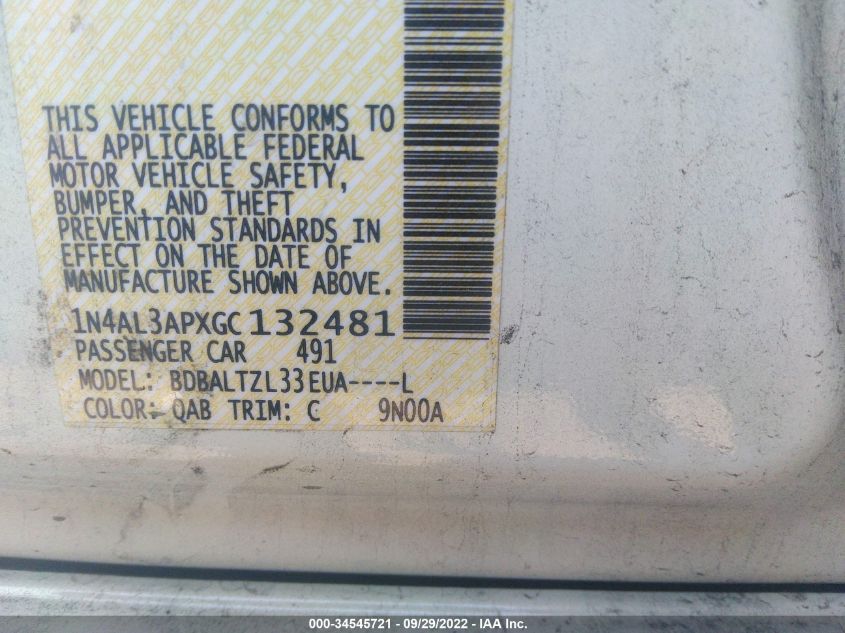 THIS VEHICLE CONFORMS TO
ALL APPLICABLE FEDERAL
MOTOR VEHICLE SAFETY,
BUMPER, AND THEFT
PREVENTION STANDARDS IN
EFFECT ON THE DATE OF
MANUFACTURE SHOWN ABOVE.
1N4AL3APXGC132481
PASSENGER CAR 491
MODEL: BDBALTZL33EUA----L
COLOR: QAB TRIM: C 9N00A
000-34545721 - 09/29/2022 - IAA Inc.